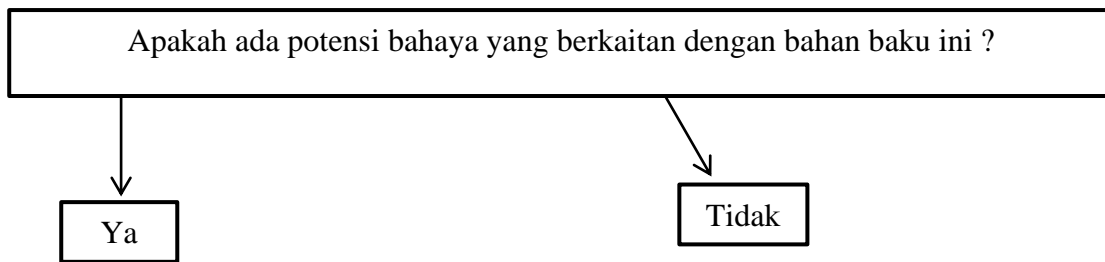 Apakah ada potensi bahaya yang berkaitan dengan bahan baku ini ?
Ya
Tidak